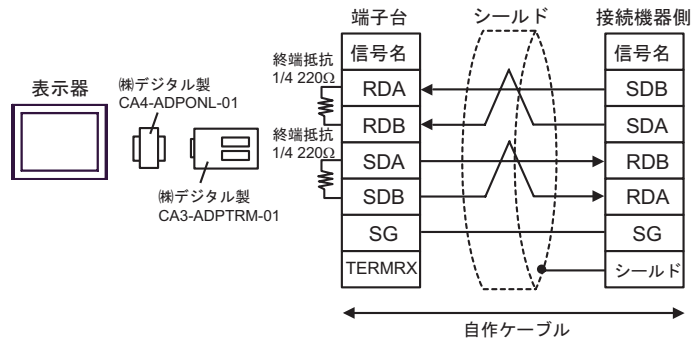 端子台
シールド
接続機器側
表示器
㈱デジタル製
CA4-ADPONL-01
㈱デジタル製
CA3-ADPTRM-01
終端抵抗
1/4 220Ω
終端抵抗
1/4 220Ω
信号名
信号名
RDA
SDB
RDB
SDA
SDA
RDB
SDB
RDA
SG
SG
TERMRX
シールド
自作ケーブル